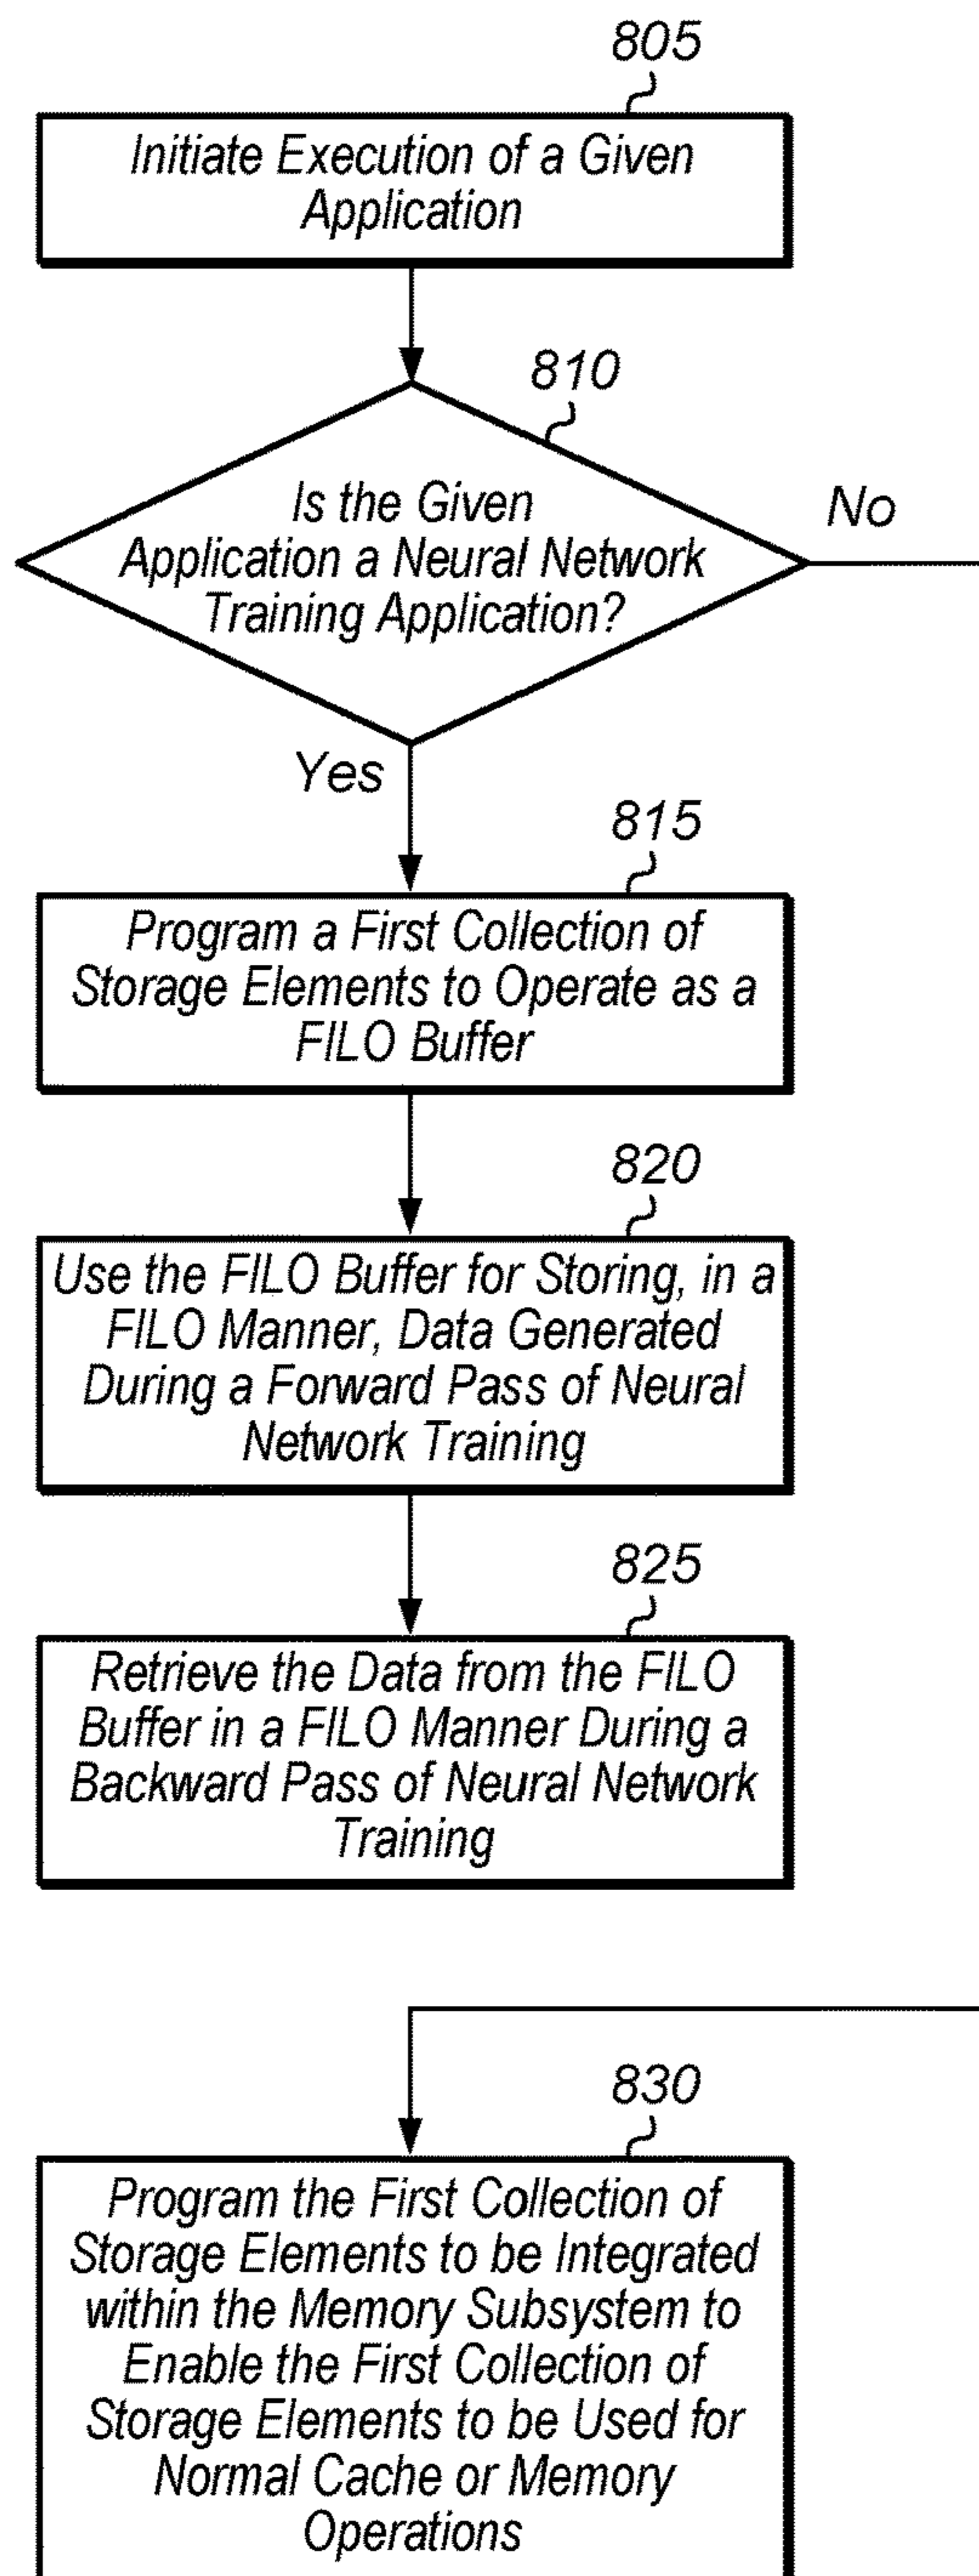 805
Initiate Execution of a Given
Application
810
Is the Given
Application a Neural Network
Training Application?
No
Yes
815
Program a First Collection of
Storage Elements to Operate as a
FILO Buffer
820
Use the FILO Buffer for Storing, in a
FILO Manner, Data Generated
During a Forward Pass of Neural
Network Training
825
Retrieve the Data from the FILO
Buffer in a FILO Manner During a
Backward Pass of Neural Network
Training
830
Program the First Collection of
Storage Elements to be Integrated
within the Memory Subsystem to
Enable the First Collection of
Storage Elements to be Used for
Normal Cache or Memory
Operations